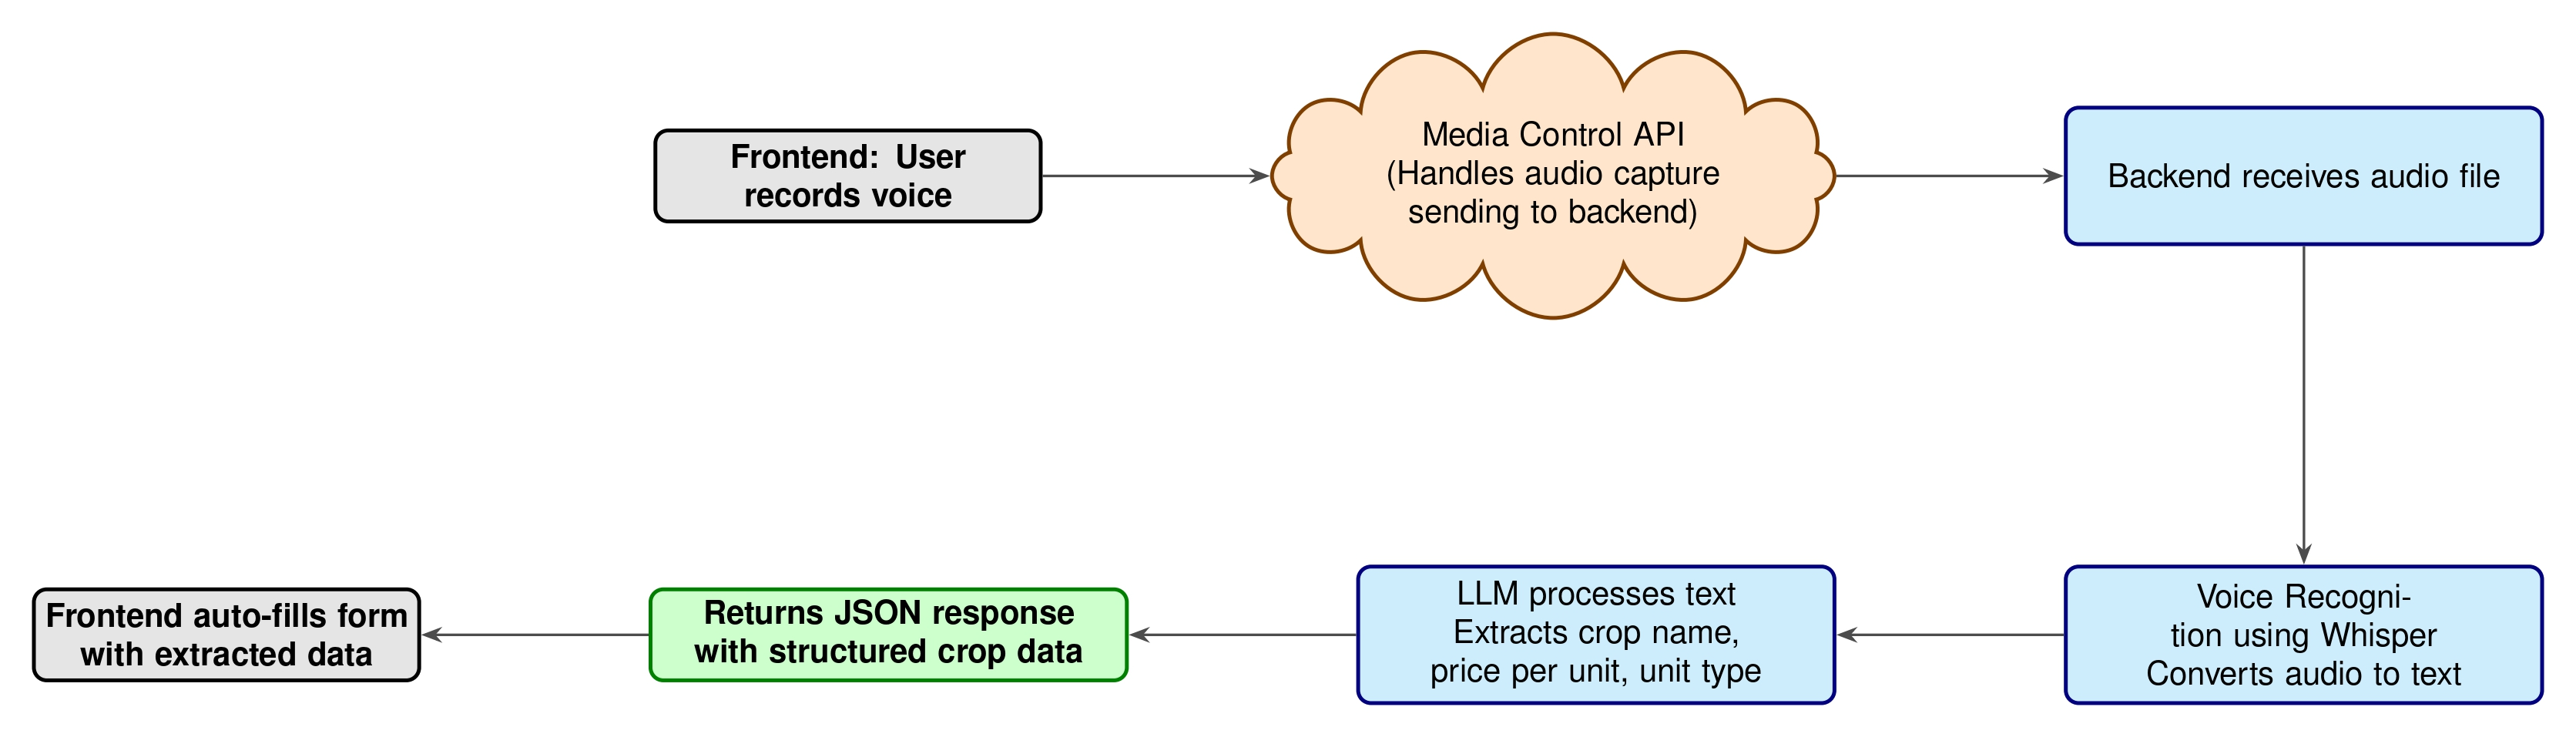 Frontend: User
records voice
Media Control API
(Handles audio capture
sending to backend)
Backend receives audio file
Voice Recogni-
tion using Whisper
Converts audio to text
LLM processes text
Extracts crop name,
price per unit, unit type
Returns JSON response
with structured crop data
Frontend auto-fills form
with extracted data